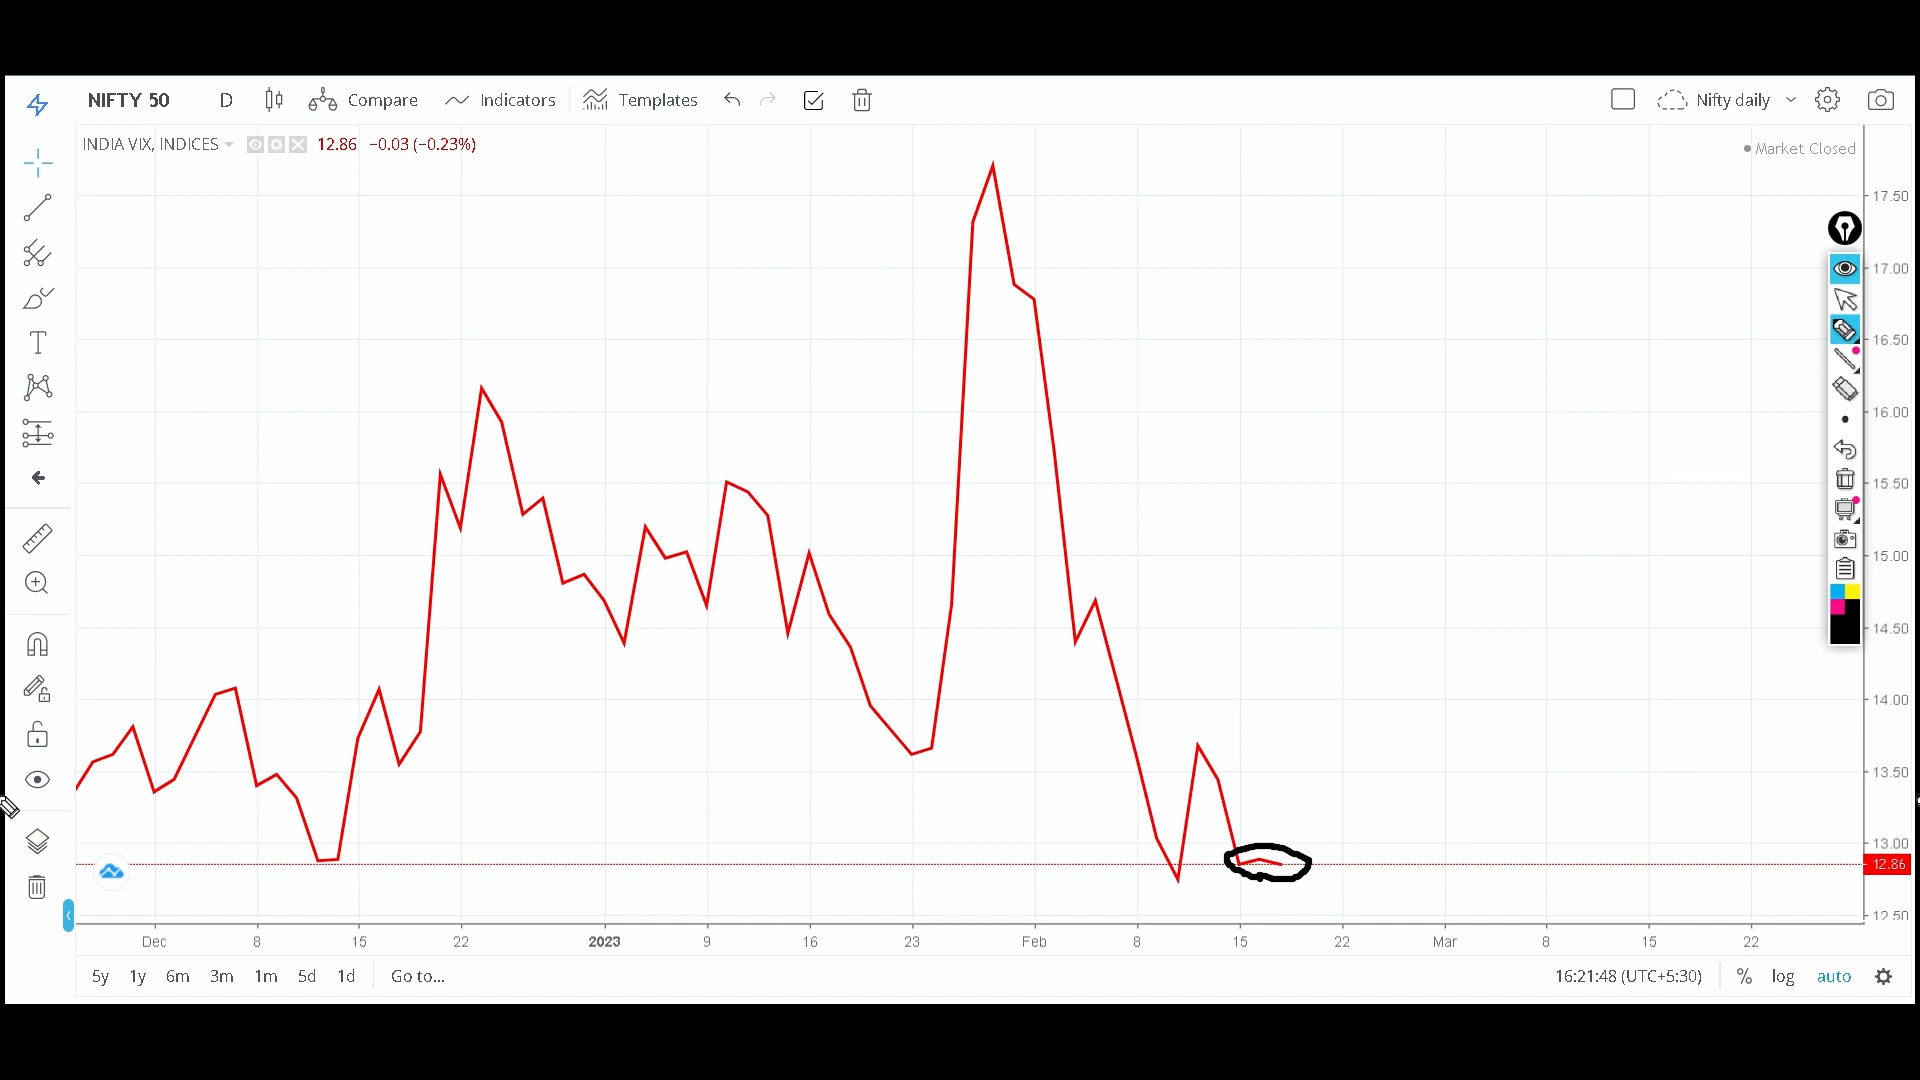 NIFTY 50 D Compare Indicators Templates Nifty daily
INDIA VIX, INDICES 12.86 −0.03 (−0.23%)
Market Closed
17.50
17.00
16.50
16.00
15.50
15.00
14.50
14.00
13.50
13.00
12.86
12.50
Dec 8 15 22 2023 9 16 23 Feb 8 15 22 Mar 8 15 22
5y 1y 6m 3m 1m 5d 1d Go to... 16:21:48 (UTC+5:30) % log auto